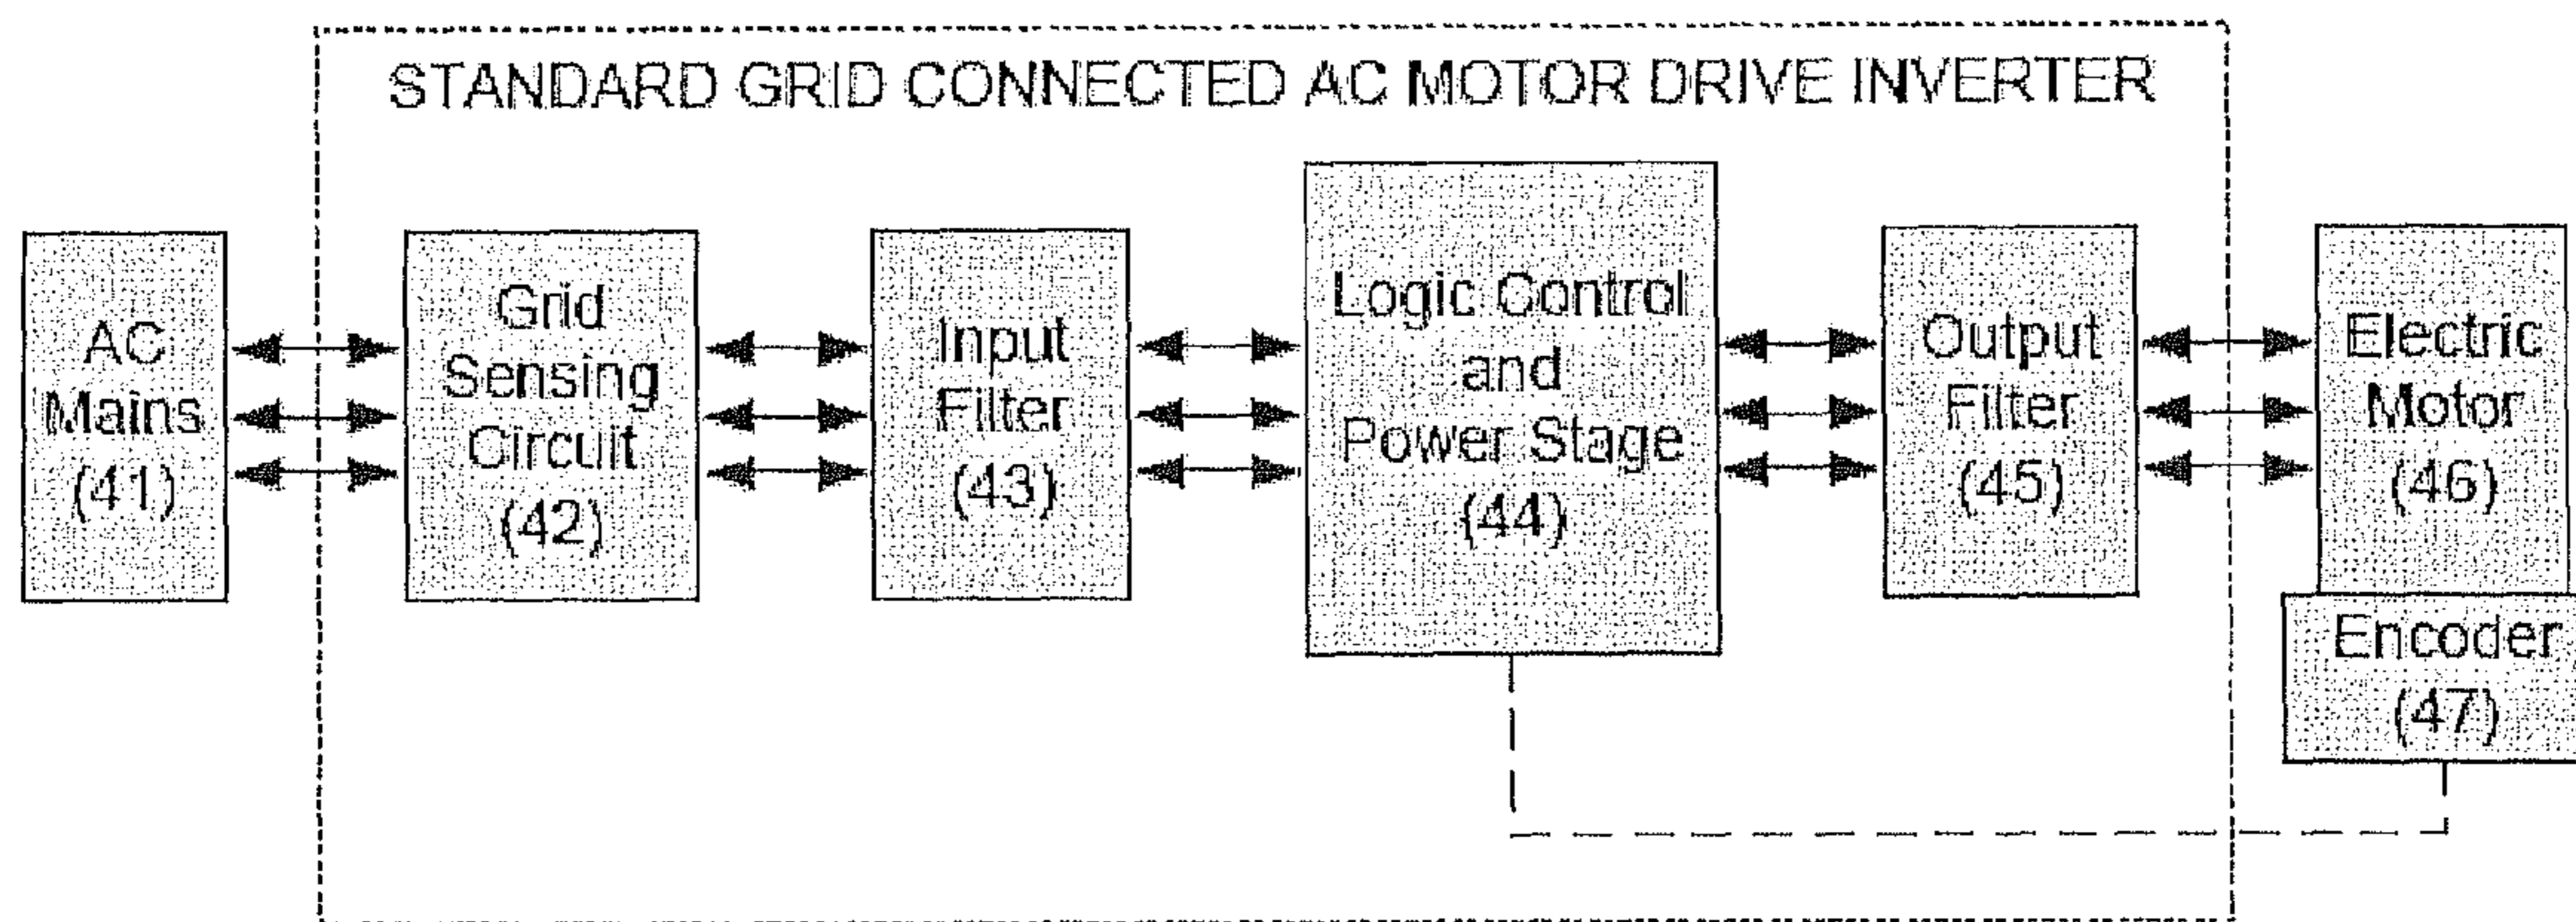 STANDARD GRID CONNECTED AC MOTOR DRIVE INVERTER
AC
Mains
(41)
Grid
Sensing
Circuit
(42)
Input
Filter
(43)
Logic Control
and
Power Stage
(44)
Output
Filter
(45)
Electric
Motor
(46)
Encoder
(47)